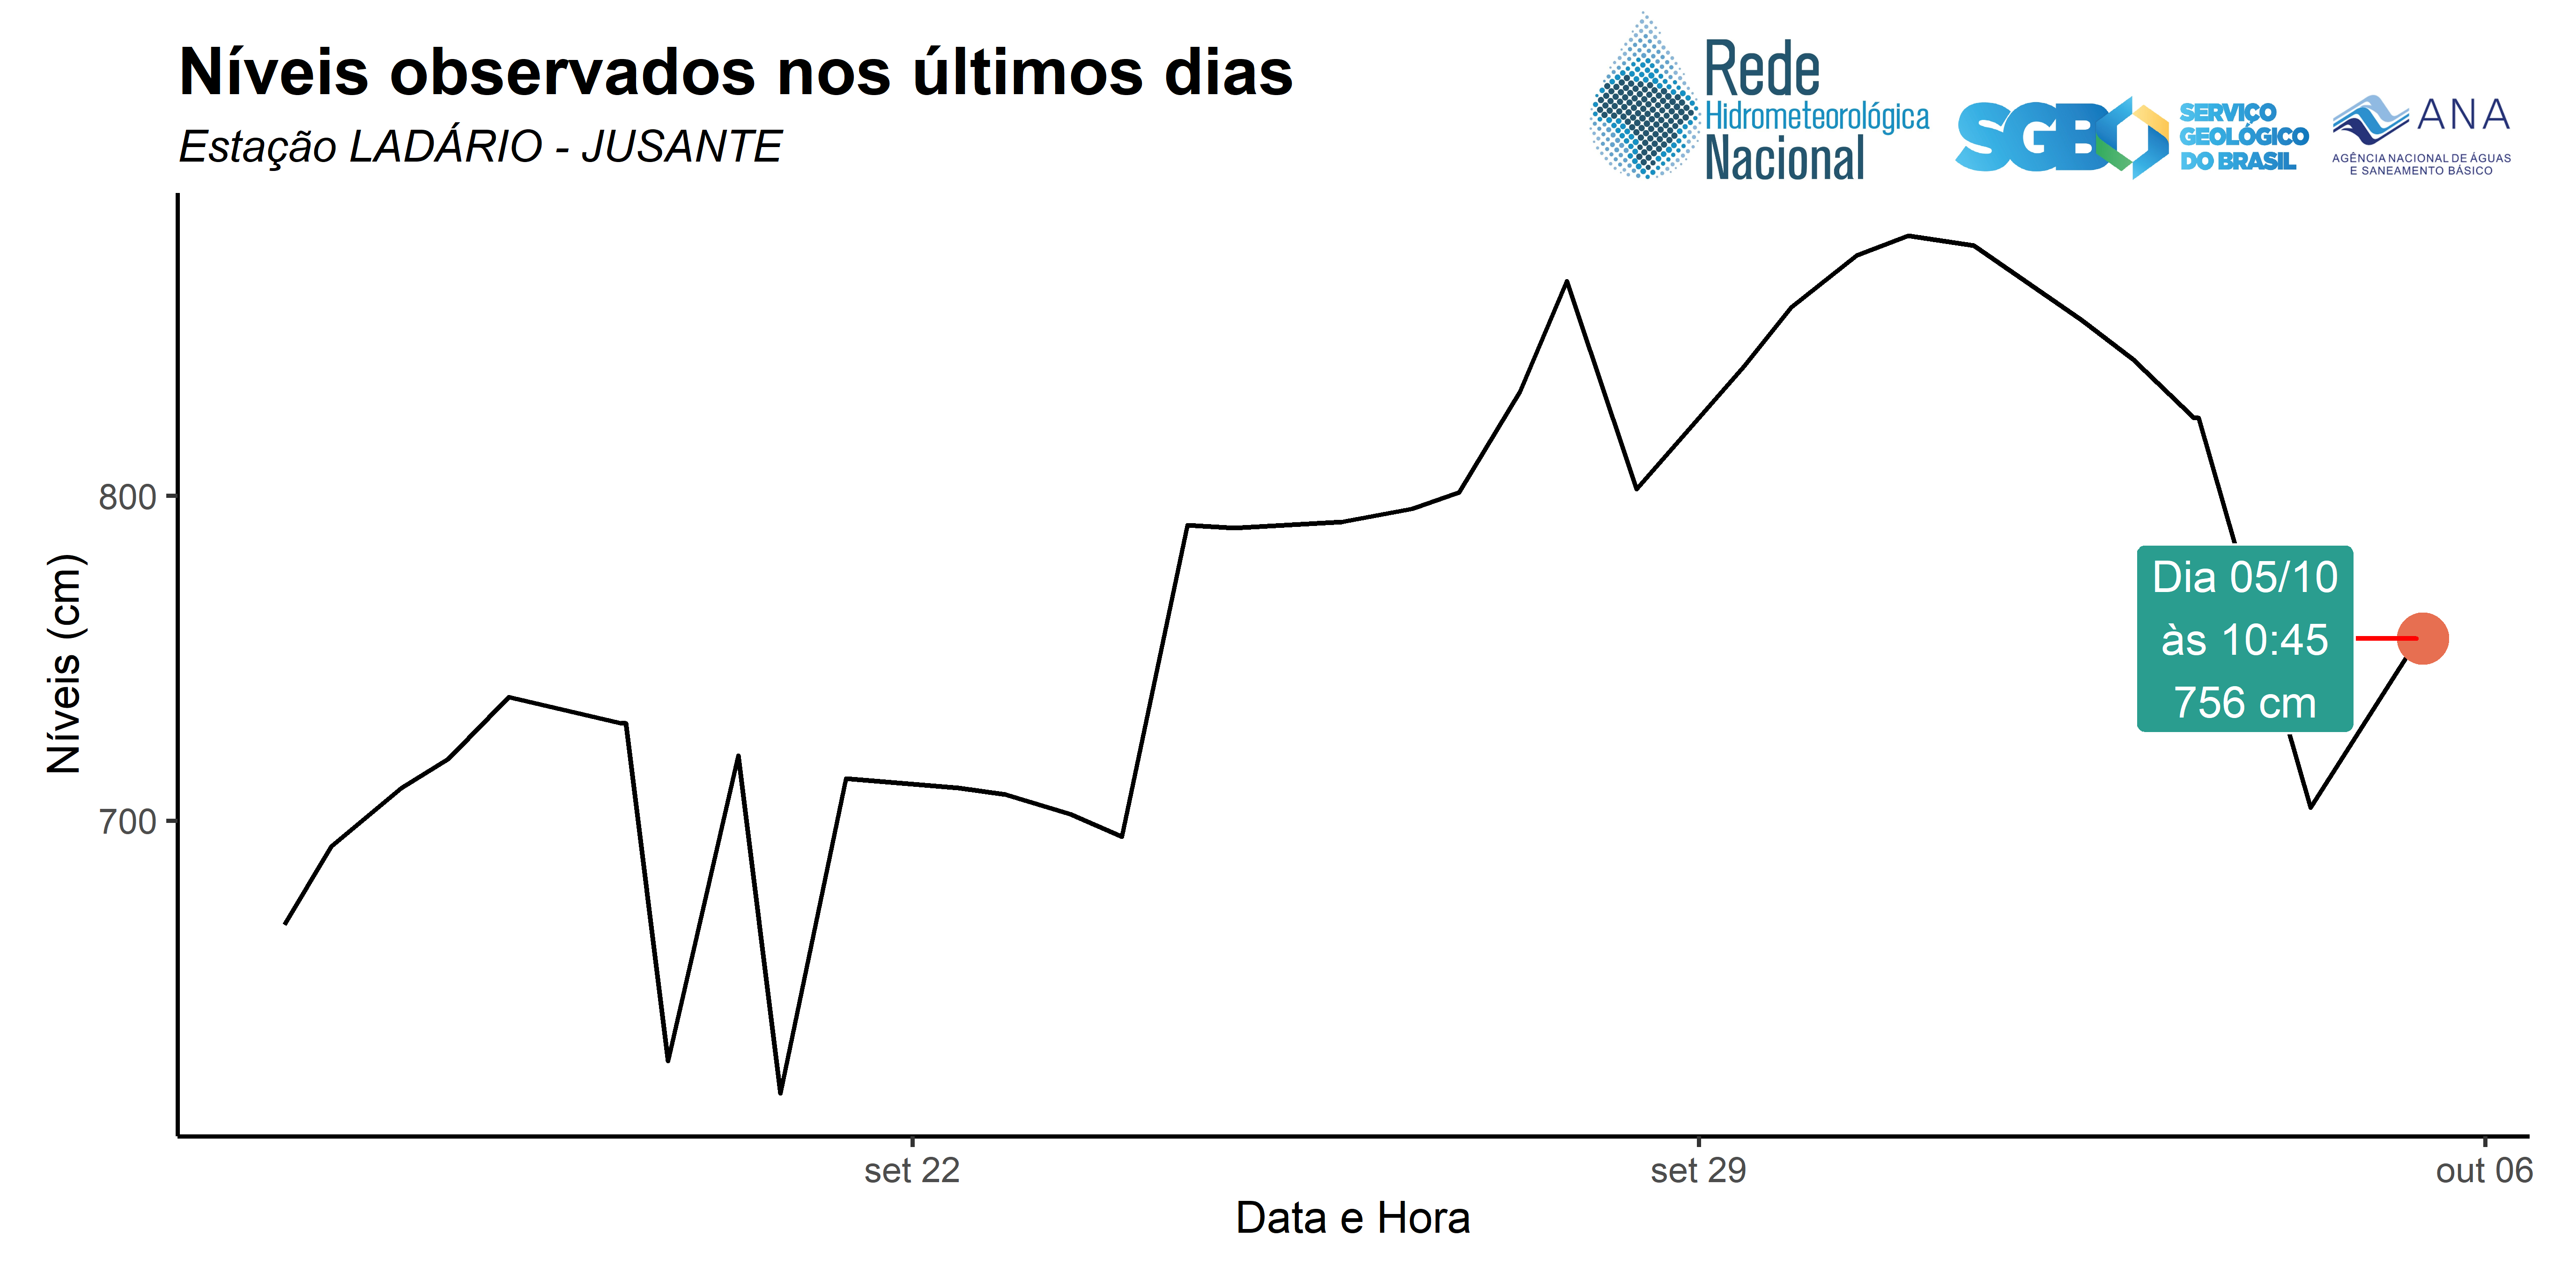 Níveis observados nos últimos dias
Estação LADÁRIO - JUSANTE
Rede
Hidrometeorológica
Nacional
SGB
SERVIÇO
GEOLÓGICO
DO BRASIL
ANA
AGÊNCIA NACIONAL DE ÁGUAS
E SANEAMENTO BÁSICO
Níveis (cm)
800
700
Dia 05/10
às 10:45
756 cm
set 22
set 29
out 06
Data e Hora